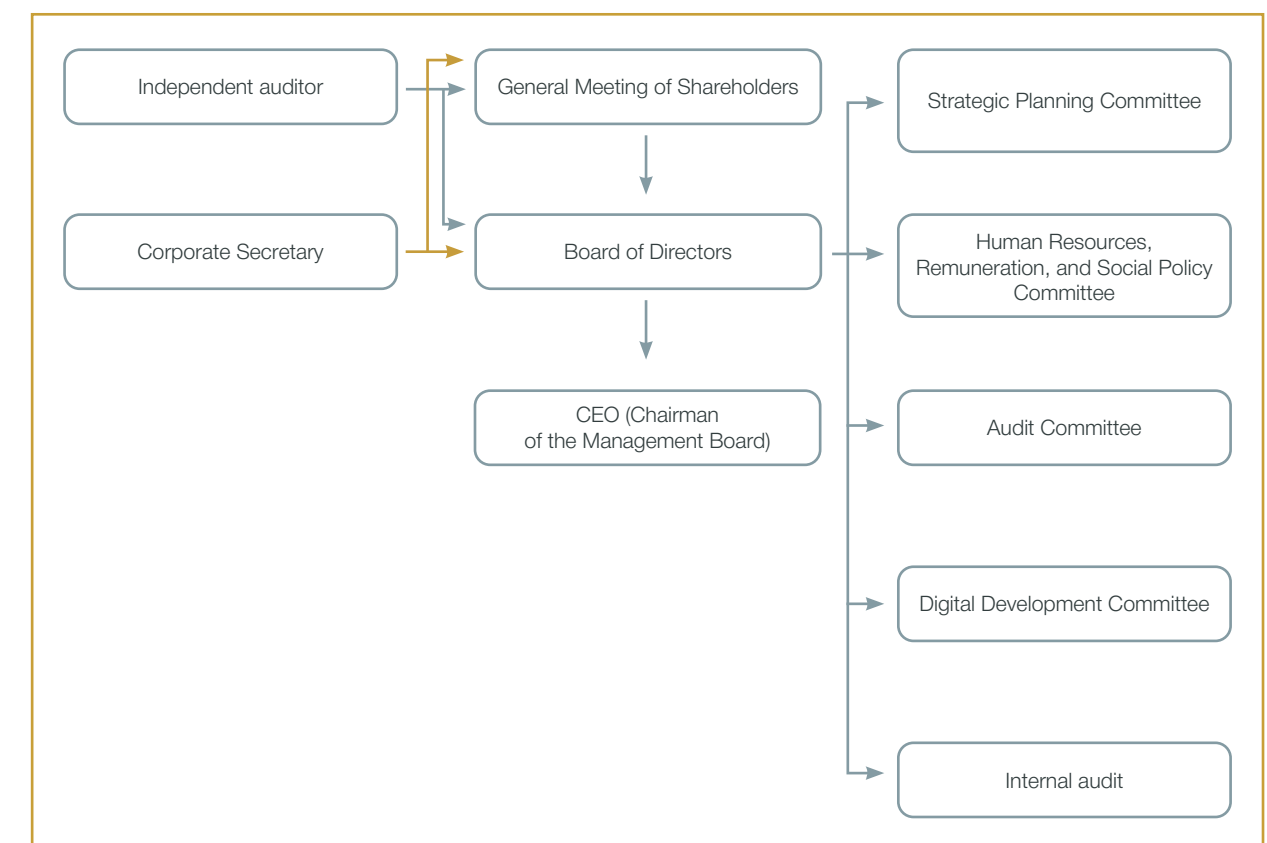 Independent auditor
General Meeting of Shareholders
Strategic Planning Committee
Corporate Secretary
Board of Directors
Human Resources,
Remuneration, and Social Policy
Committee
CEO (Chairman
of the Management Board)
Audit Committee
Digital Development Committee
Internal audit